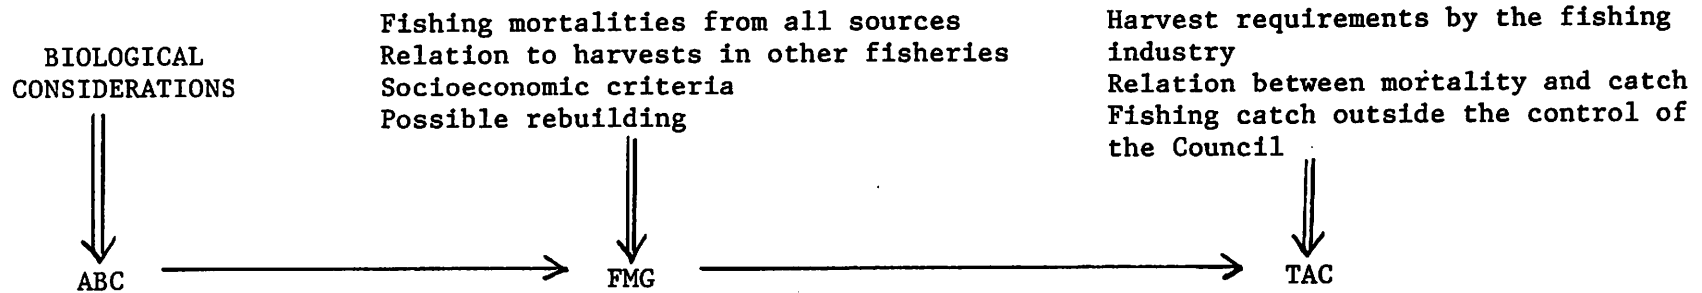 BIOLOGICAL
CONSIDERATIONS
Fishing mortalities from all sources
Relation to harvests in other fisheries
Socioeconomic criteria
Possible rebuilding
Harvest requirements by the fishing
industry
Relation between mortality and catch
Fishing catch outside the control of
the Council
ABC
FMG
TAC